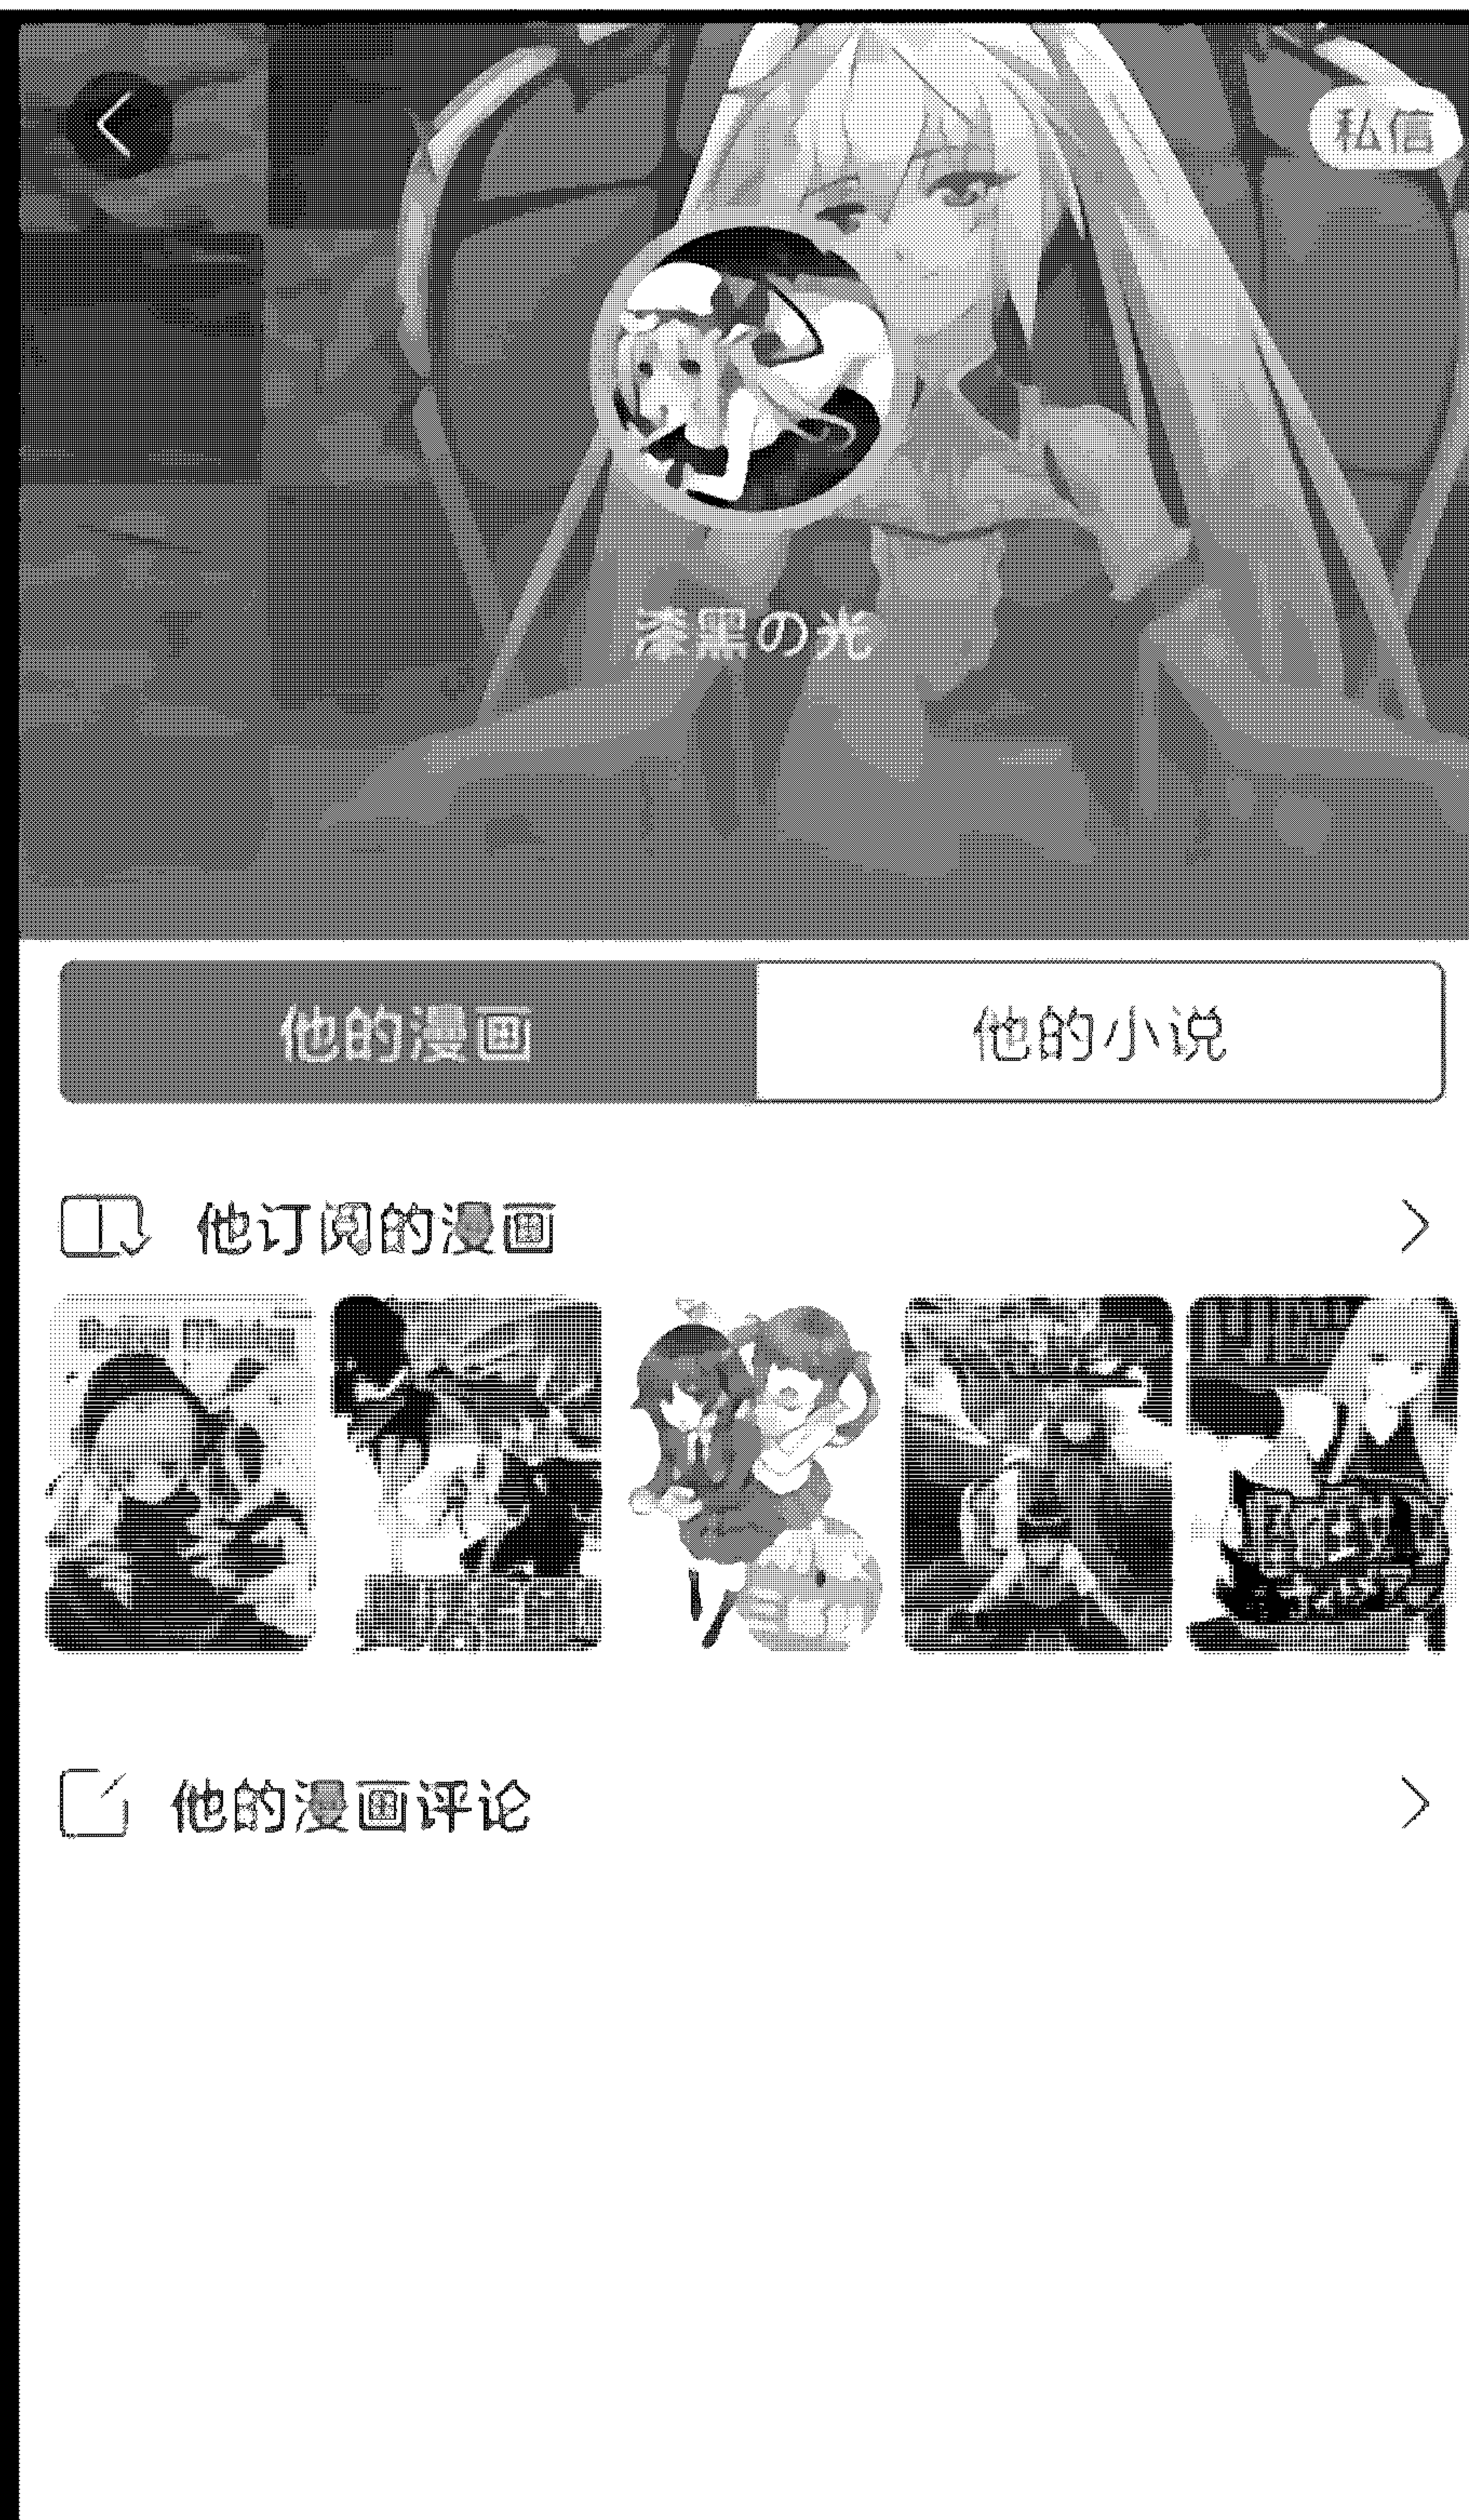 私信
漆黑の光
他的漫画
他的小说
他订阅的漫画
他的漫画评论